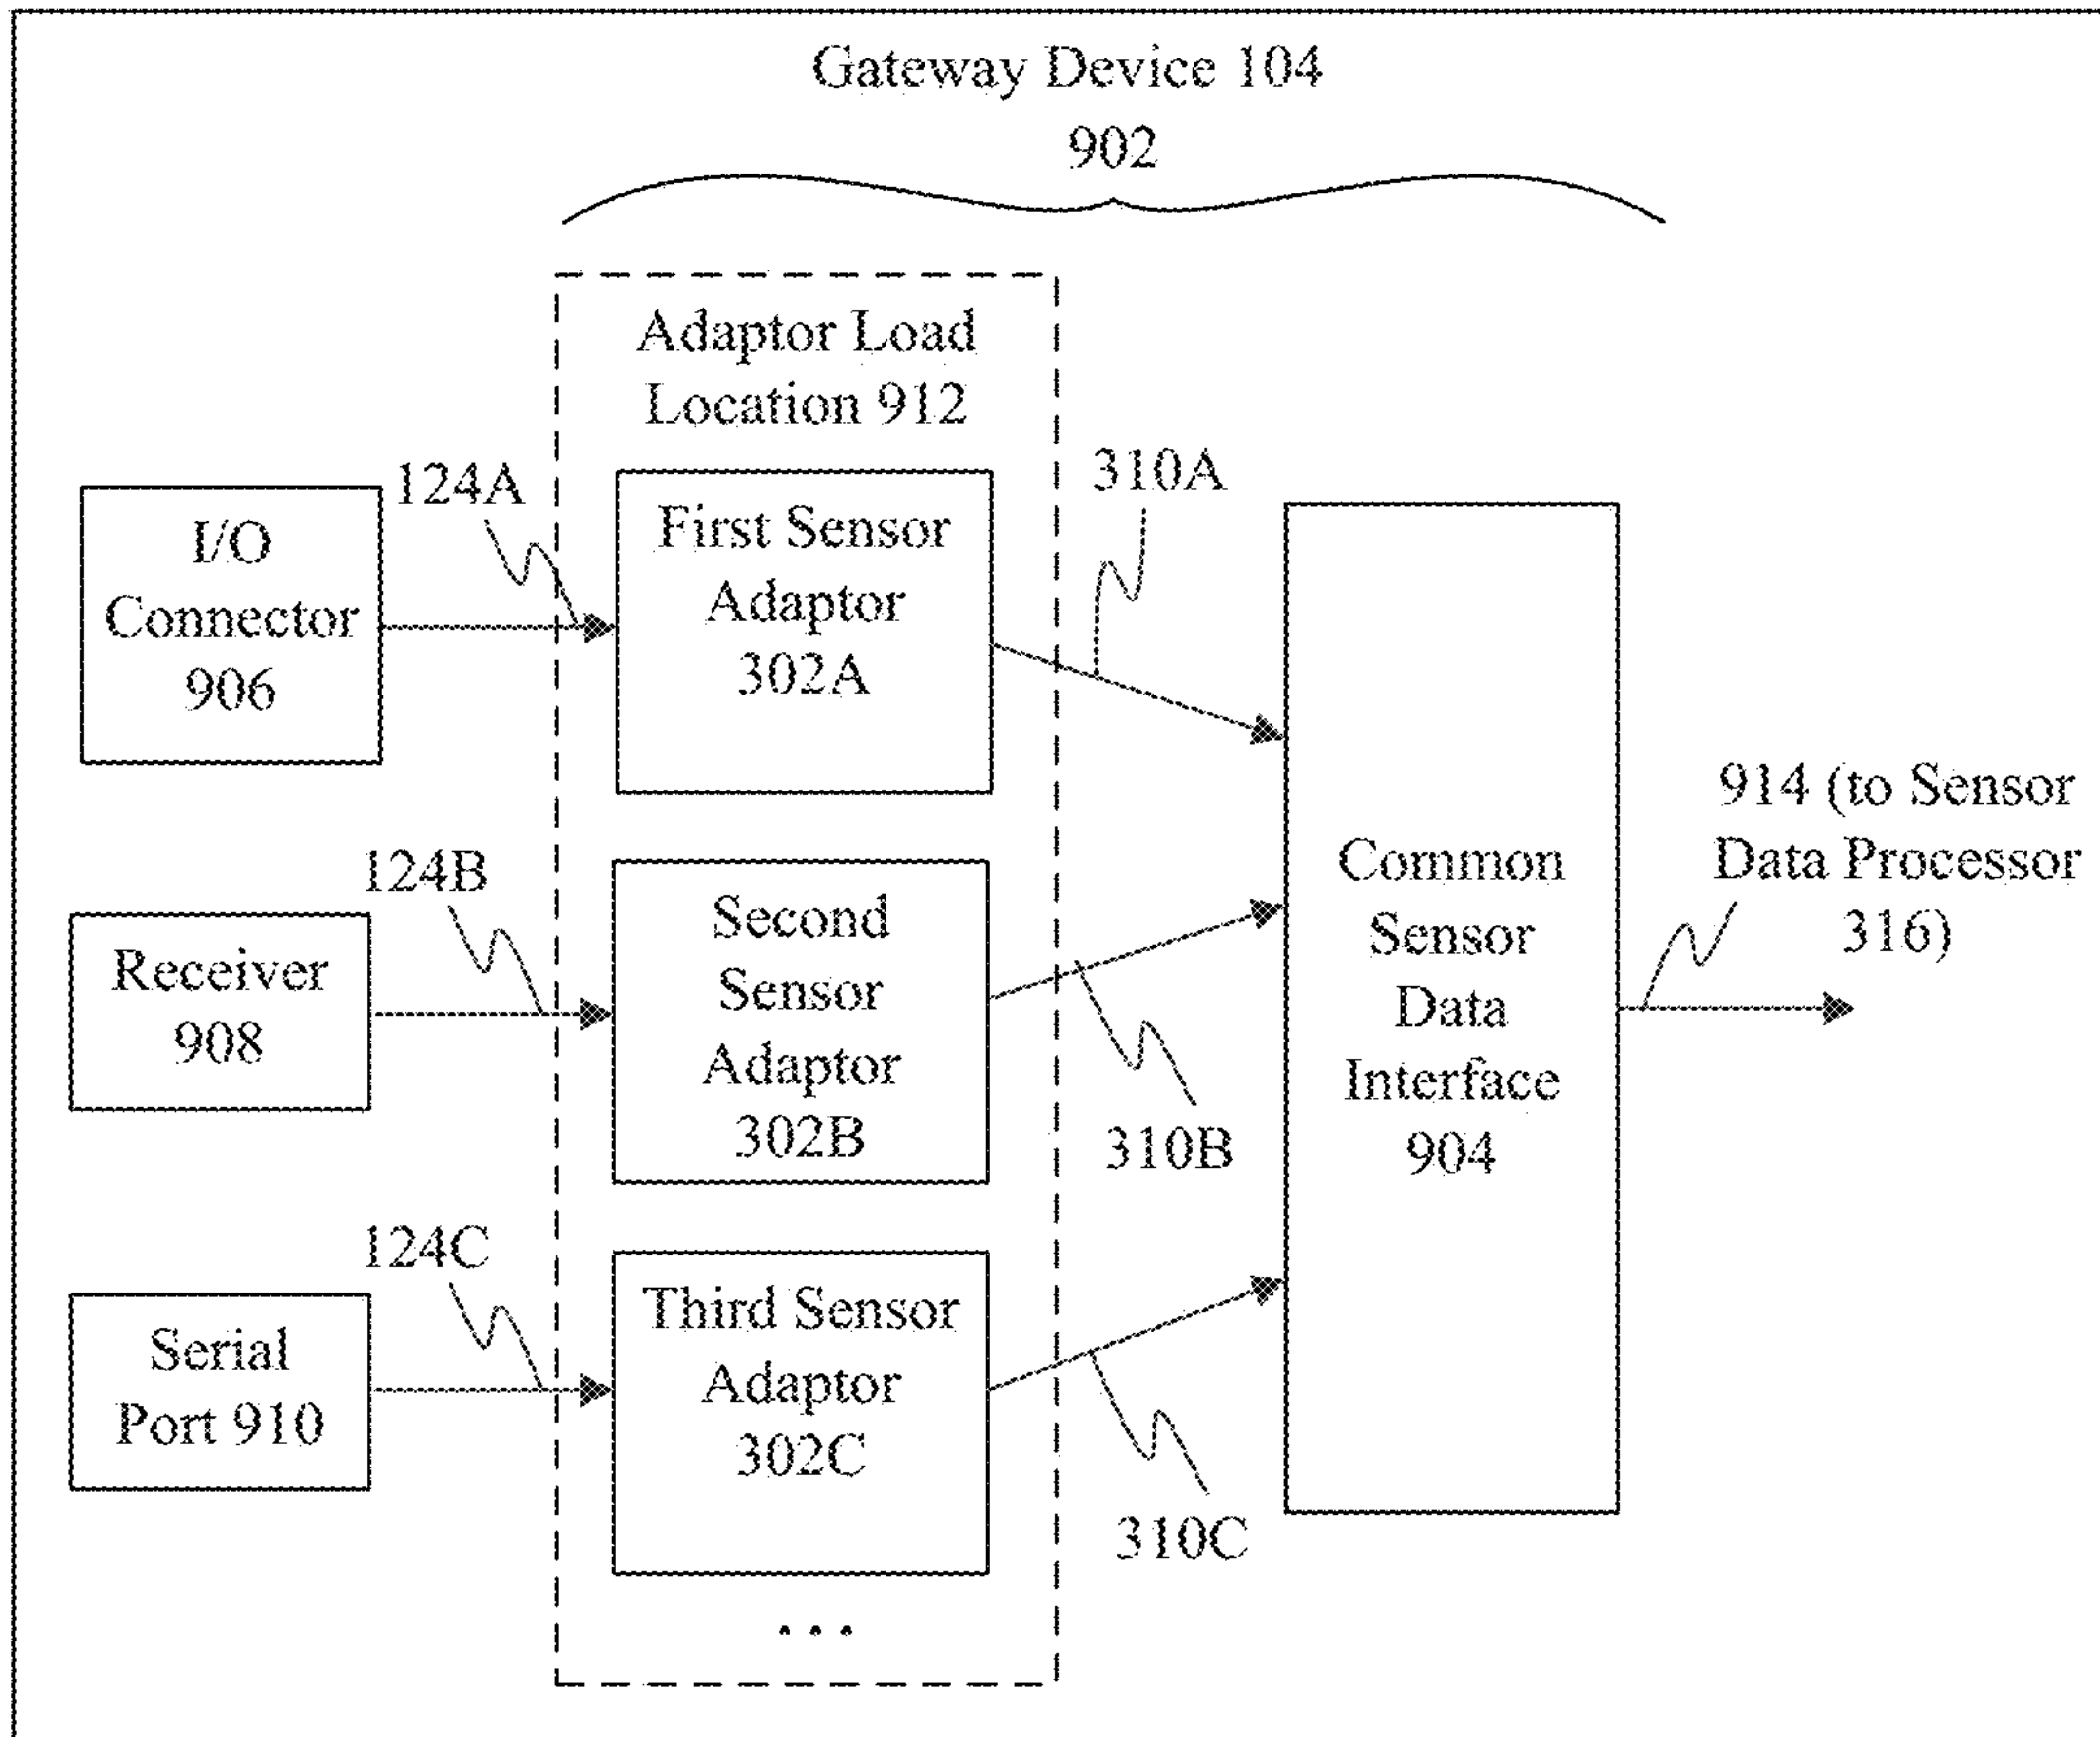 Gateway Device 104
902
Adaptor Load
Location 912
124A
310A
I/O
Connector
906
First Sensor
Adaptor
302A
914 (to Sensor
Data Processor
316)
124B
Receiver
908
Second
Sensor
Adaptor
302B
310B
Common
Sensor
Data
Interface
904
124C
Serial
Port 910
Third Sensor
Adaptor
302C
310C
...